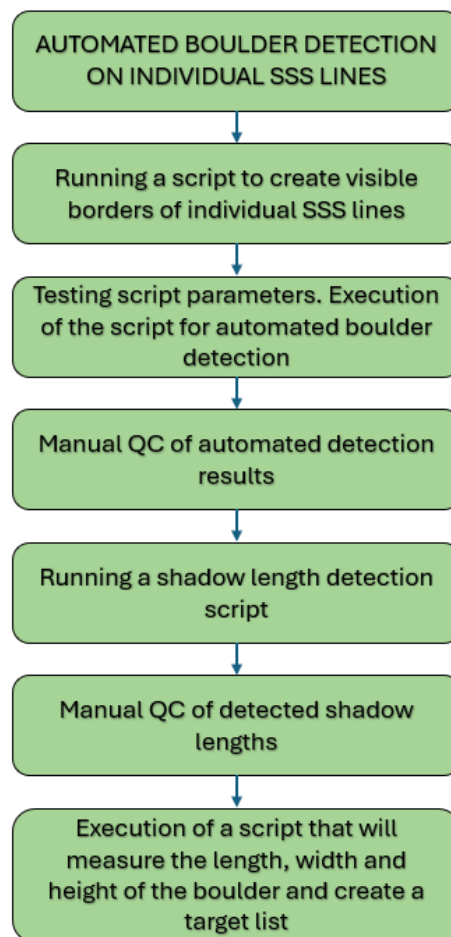 AUTOMATED BOULDER DETECTION
ON INDIVIDUAL SSS LINES
Running a script to create visible
borders of individual SSS lines
Testing script parameters. Execution
of the script for automated boulder
detection
Manual QC of automated detection
results
Running a shadow length detection
script
Manual QC of detected shadow
lengths
Execution of a script that will
measure the length, width and
height of the boulder and create a
target list